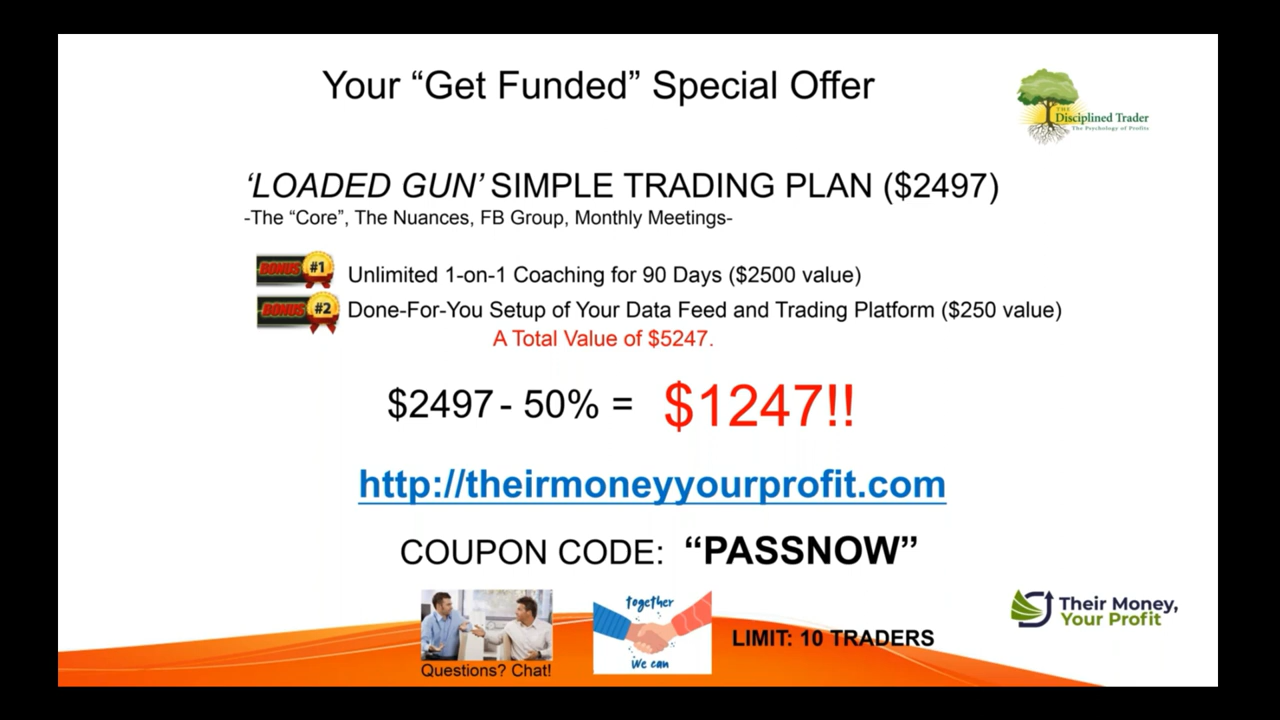 Your “Get Funded” Special Offer
THE
Disciplined Trader
The Psychology of Profits
‘LOADED GUN’ SIMPLE TRADING PLAN ($2497)
-The “Core”, The Nuances, FB Group, Monthly Meetings-
BONUS #1 Unlimited 1-on-1 Coaching for 90 Days ($2500 value)
BONUS #2 Done-For-You Setup of Your Data Feed and Trading Platform ($250 value)
A Total Value of $5247.
$2497 - 50% = $1247!!
http://theirmoneyyourprofit.com
COUPON CODE: “PASSNOW”
together
We can
Questions? Chat!
LIMIT: 10 TRADERS
Their Money,
Your Profit